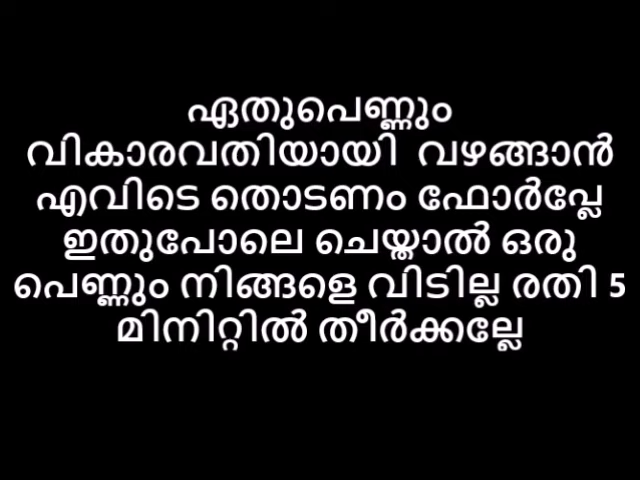 ഏതുപെണ്ണും
വികാരവതിയായി വഴങ്ങാൻ
എവിടെ തൊടണം ഫോർപ്ലേ
ഇതുപോലെ ചെയ്താൽ ഒരു
പെണ്ണും നിങ്ങളെ വിടില്ല രതി 5
മിനിറ്റിൽ തീർക്കല്ലേ